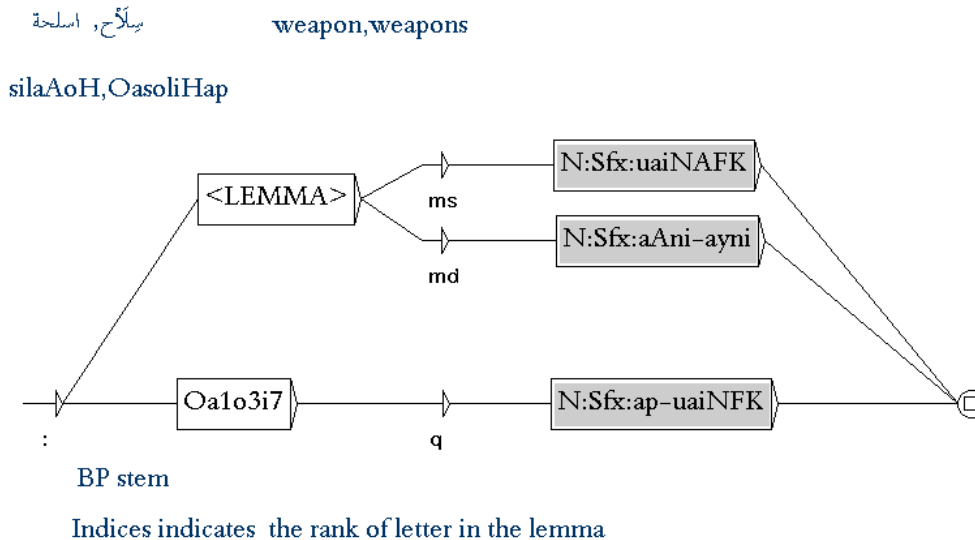 سِلَاْح, اسلحة weapon,weapons
silaAoH,OasoliHap
<LEMMA>
ms
N:Sfx:uaiNAFK
md
N:Sfx:aAni-ayni
:
Oa1o3i7
q
N:Sfx:ap-uaiNFK
BP stem
Indices indicates the rank of letter in the lemma